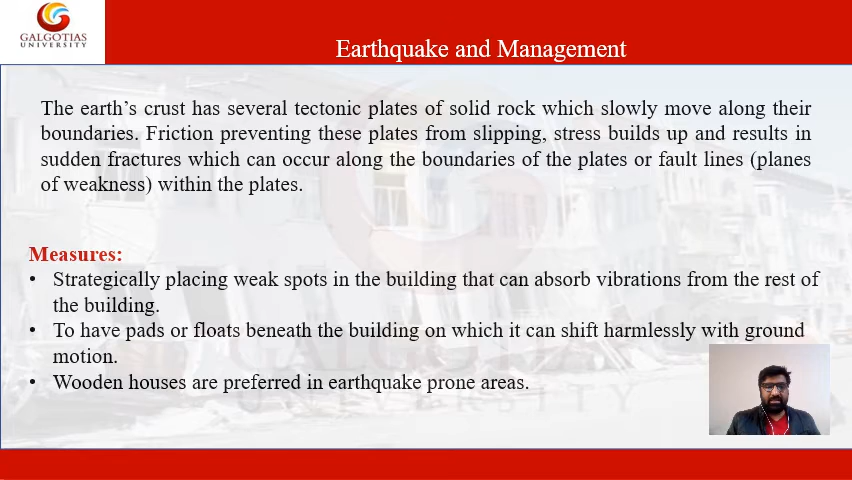 GALGOTIAS
UNIVERSITY
Earthquake and Management
The earth's crust has several tectonic plates of solid rock which slowly move along their
boundaries. Friction preventing these plates from slipping, stress builds up and results in
sudden fractures which can occur along the boundaries of the plates or fault lines (planes
of weakness) within the plates.
Measures:
• Strategically placing weak spots in the building that can absorb vibrations from the rest of
the building.
• To have pads or floats beneath the building on which it can shift harmlessly with ground
motion.
• Wooden houses are preferred in earthquake prone areas.
GALGOTIAS
UNIVERSITY